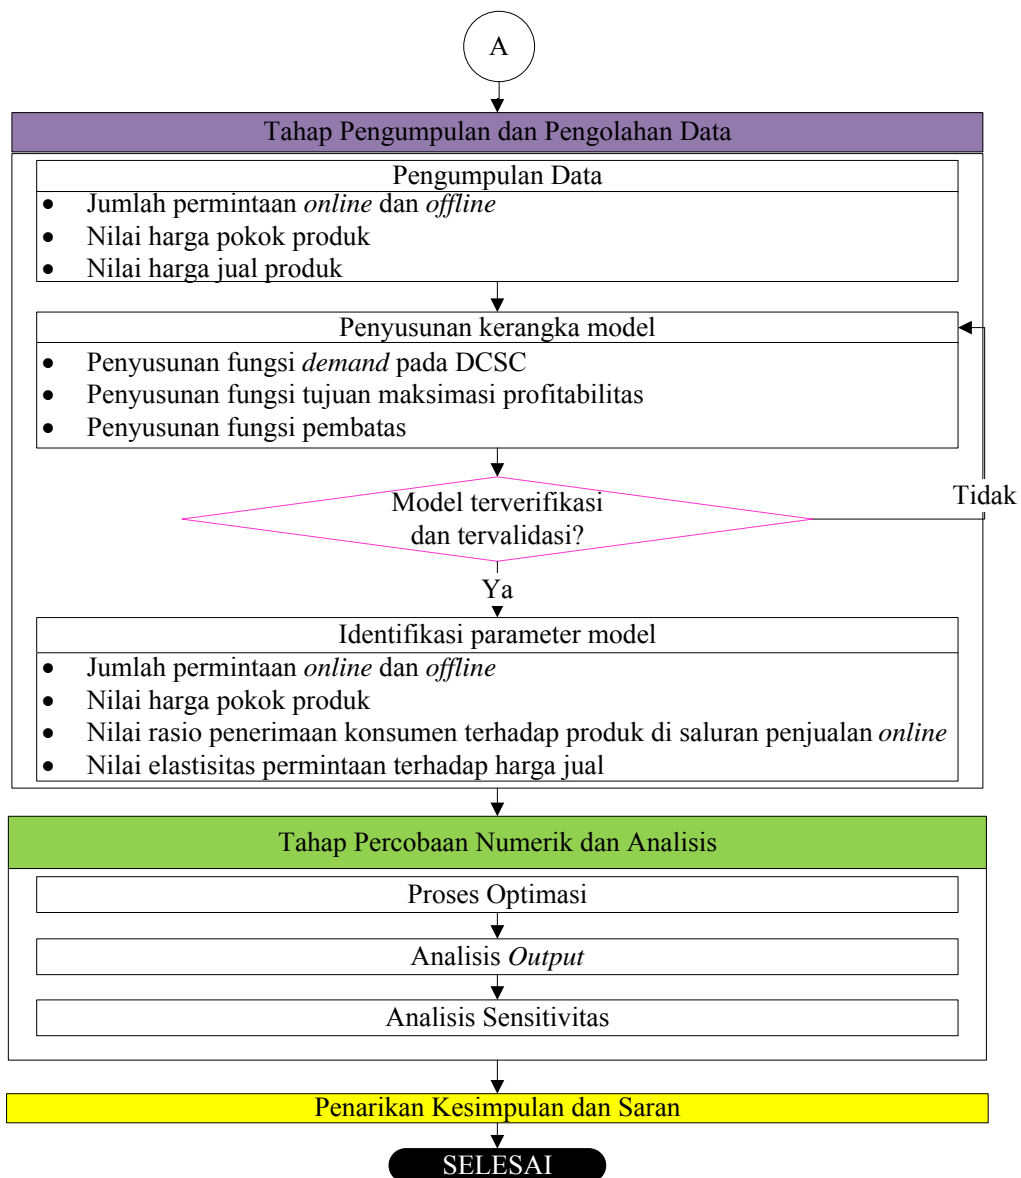 A
Tahap Pengumpulan dan Pengolahan Data
Pengumpulan Data
• Jumlah permintaan online dan offline
• Nilai harga pokok produk
• Nilai harga jual produk
Penyusunan kerangka model
• Penyusunan fungsi demand pada DCSC
• Penyusunan fungsi tujuan maksimasi profitabilitas
• Penyusunan fungsi pembatas
Model terverifikasi
dan tervalidasi?
Tidak
Ya
Identifikasi parameter model
• Jumlah permintaan online dan offline
• Nilai harga pokok produk
• Nilai rasio penerimaan konsumen terhadap produk di saluran penjualan online
• Nilai elastisitas permintaan terhadap harga jual
Tahap Percobaan Numerik dan Analisis
Proses Optimasi
Analisis Output
Analisis Sensitivitas
Penarikan Kesimpulan dan Saran
SELESAI